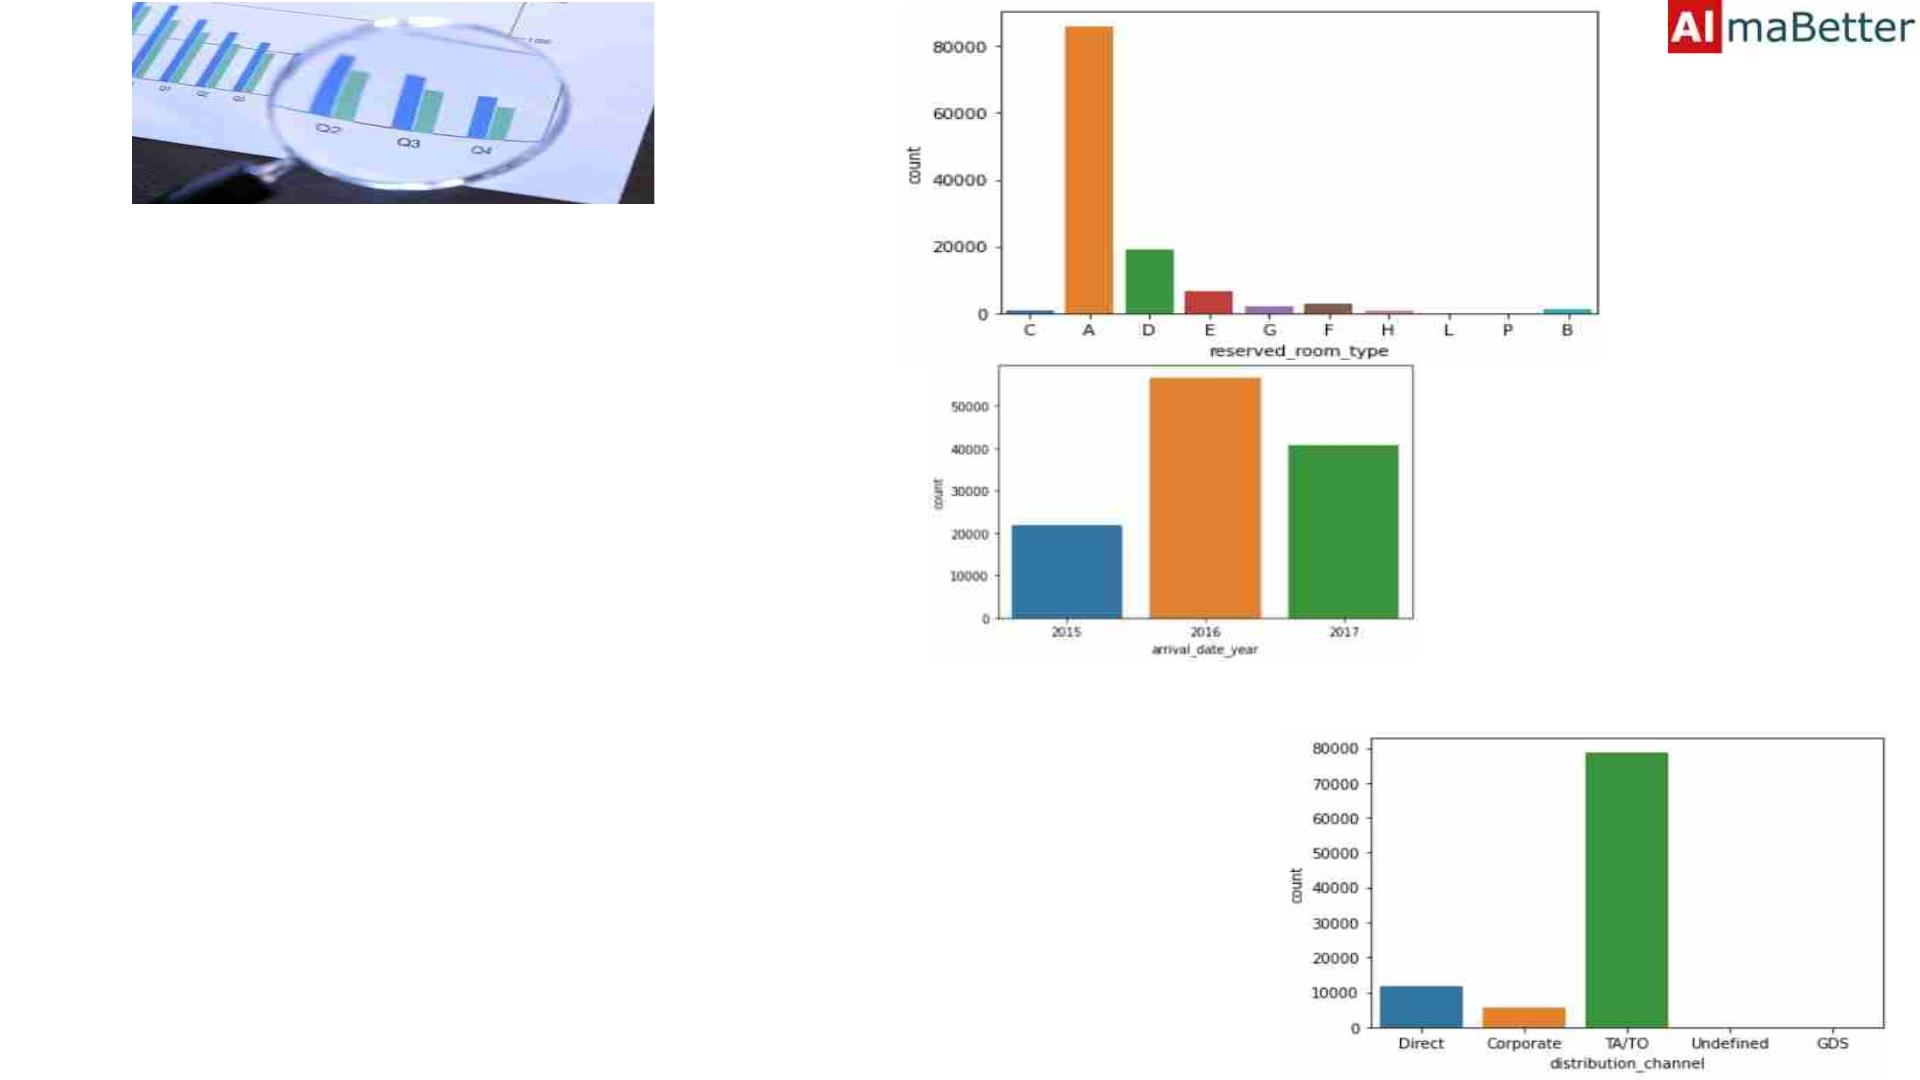 Q2
Q3
Q4
AlmaBetter
80000
60000
40000
20000
0
count
C A D E G F H L P B
reserved_room_type
50000
40000
30000
20000
10000
0
count
2015 2016 2017
arrival_date_year
80000
70000
60000
50000
40000
30000
20000
10000
0
count
Direct Corporate TA/TO Undefined GDS
distribution_channel